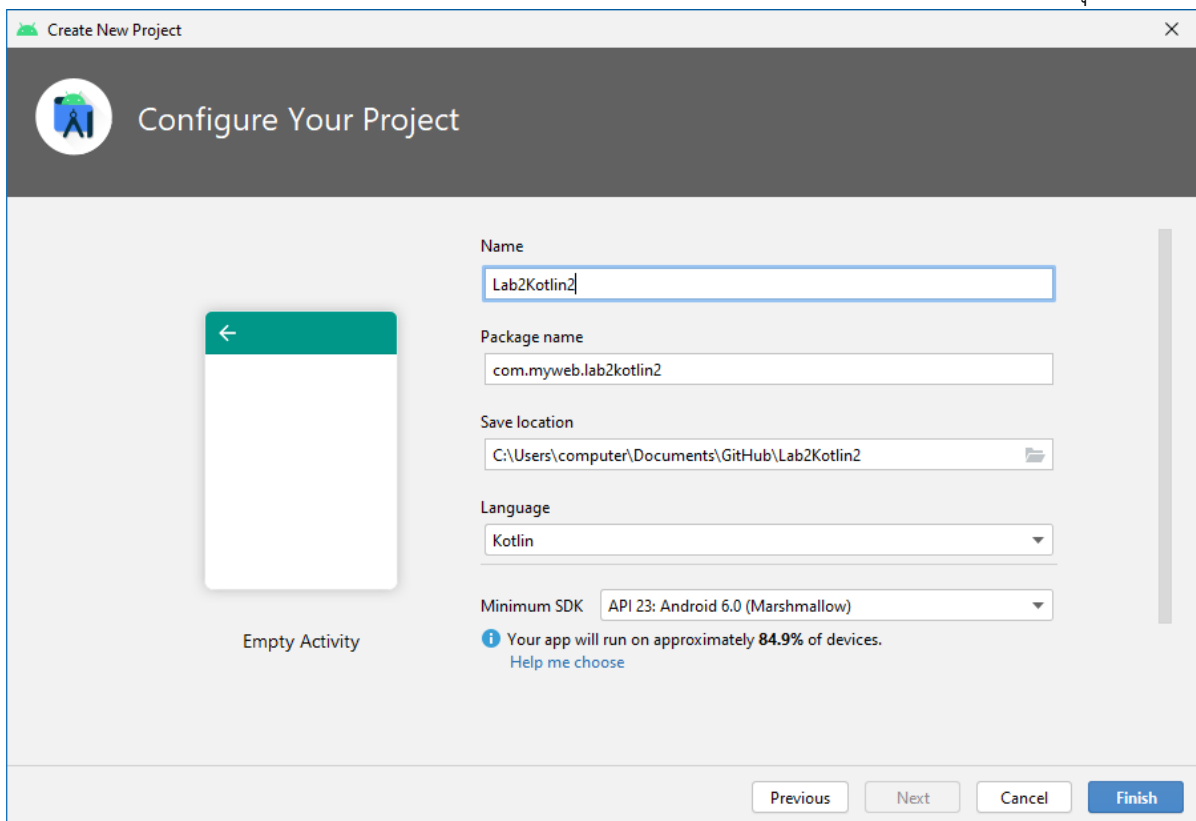 Create New Project
Configure Your Project
Name
Lab2Kotlin2
Package name
com.myweb.lab2kotlin2
Save location
C:\Users\computer\Documents\GitHub\Lab2Kotlin2
Language
Kotlin
Minimum SDK API 23: Android 6.0 (Marshmallow)
Your app will run on approximately 84.9% of devices.
Help me choose
Empty Activity
Previous Next Cancel Finish